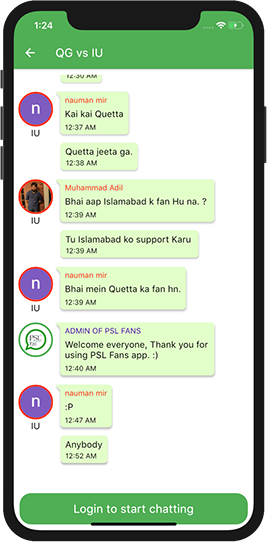 1:24
QG vs IU
12:30 AM
n
nauman mir
Kai kai Quetta
12:37 AM
IU
Quetta jeeta ga.
12:38 AM
Muhammad Adil
Bhai aap Islamabad k fan Hu na. ?
12:39 AM
IU
Tu Islamabad ko support Karu
12:39 AM
n
nauman mir
Bhai mein Quetta ka fan hn.
12:39 AM
IU
PSL
ADMIN OF PSL FANS
Welcome everyone, Thank you for
using PSL Fans app. :)
12:40 AM
n
nauman mir
:P
12:47 AM
IU
Anybody
12:52 AM
Login to start chatting